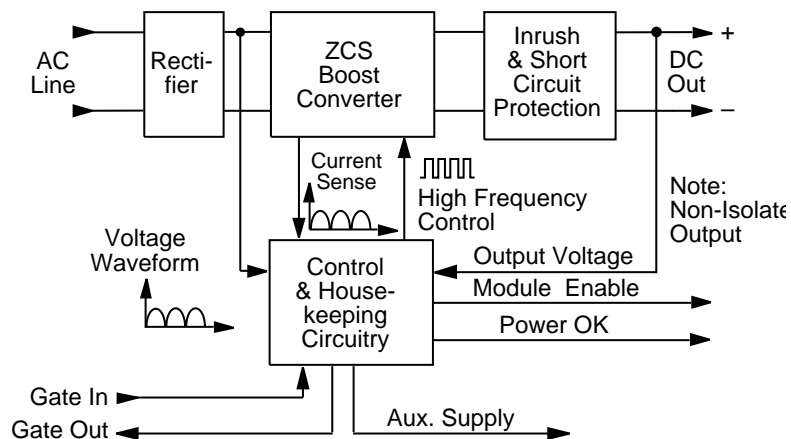 AC
Line
Recti-
fier
ZCS
Boost
Converter
Inrush
& Short
Circuit
Protection
+
DC
Out
–
Current
Sense
High Frequency
Control
Note:
Non-Isolate
Output
Voltage
Waveform
Control
& House-
keeping
Circuitry
Output Voltage
Module Enable
Power OK
Gate In
Gate Out
Aux. Supply